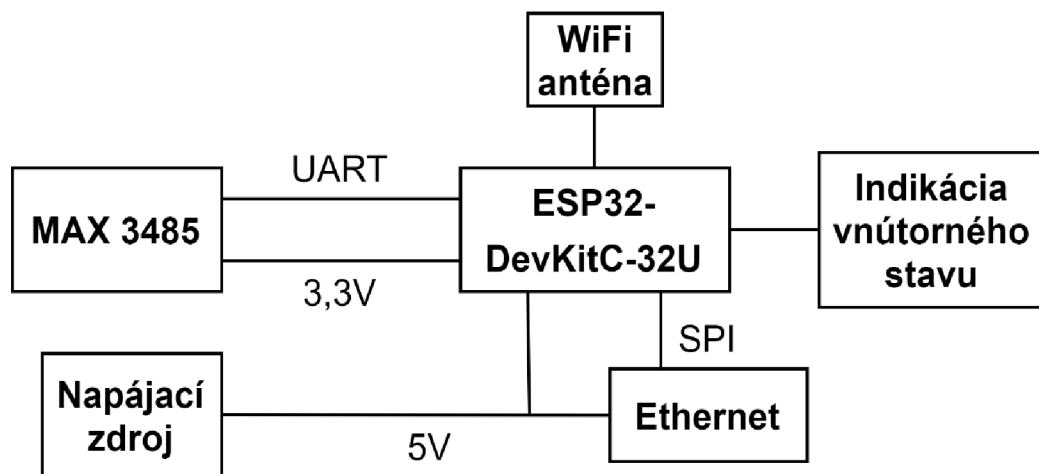 WiFi
anténa
UART
MAX 3485
3,3V
ESP32-
DevKitC-32U
Indikácia
vnútorného
stavu
SPI
Napájací
zdroj
5V
Ethernet